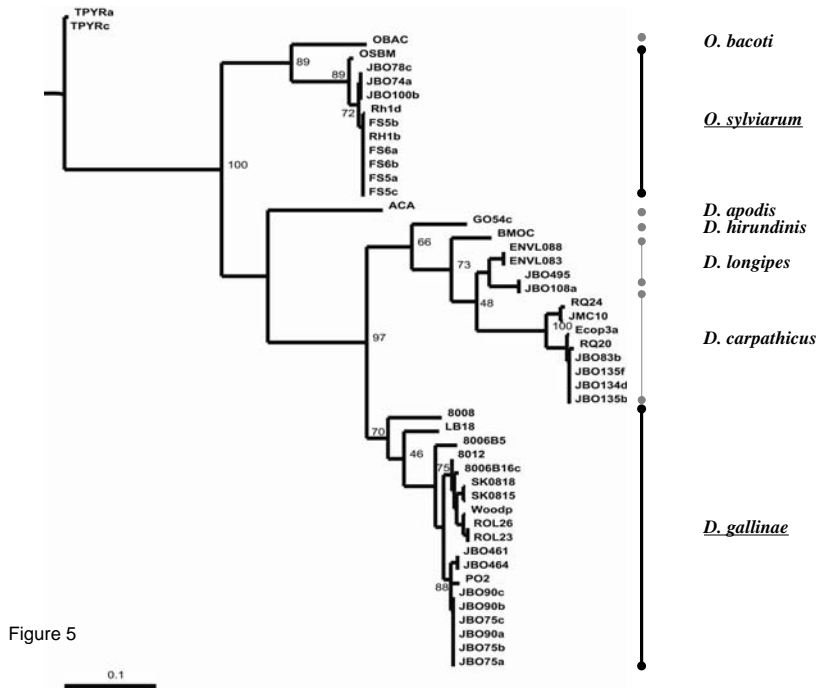 TPYRa
TPYRc
OBAC
O. bacoti
OSBM
89
89
JBO78c
JBO74a
JBO100b
Rh1d
72
FS5b
O. sylviarum
RH1b
FS6a
100
FS6b
FS5a
FS5c
ACA
D. apodis
GO54c
D. hirundinis
BMOC
66
ENVL088
73
ENVL083
D. longipes
JBO495
JBO108a
48
RQ24
JMC10
100
Ecop3a
97
RQ20
D. carpathicus
JBO83b
JBO135f
JBO134d
JBO135b
8008
LB18
70
8006B5
46
8012
75
8006B16c
SK0818
SK0815
Woodp
ROL26
D. gallinae
ROL23
JBO461
JBO464
PO2
88
JBO90c
JBO90b
JBO75c
JBO90a
Figure 5
JBO75b
JBO75a
0.1